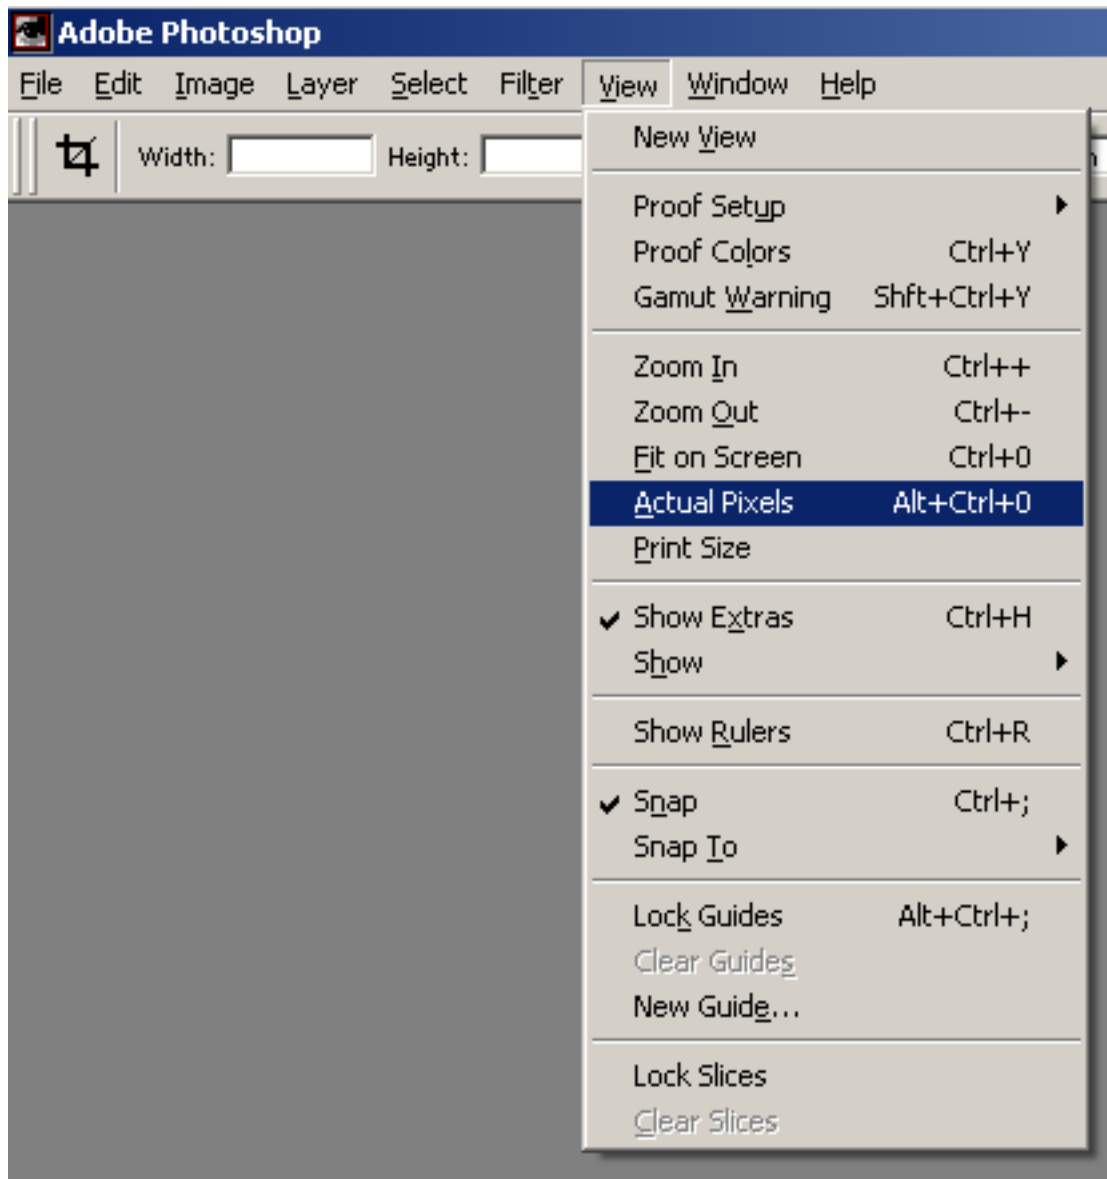 Adobe Photoshop
File Edit Image Layer Select Filter View Window Help
Width: Height:
New View
Proof Setup
Proof Colors Ctrl+Y
Gamut Warning Shft+Ctrl+Y
Zoom In Ctrl++
Zoom Out Ctrl+-
Fit on Screen Ctrl+0
Actual Pixels Alt+Ctrl+0
Print Size
Show Extras Ctrl+H
Show
Show Rulers Ctrl+R
Snap Ctrl+;
Snap To
Lock Guides Alt+Ctrl+;
Clear Guides
New Guide...
Lock Slices
Clear Slices